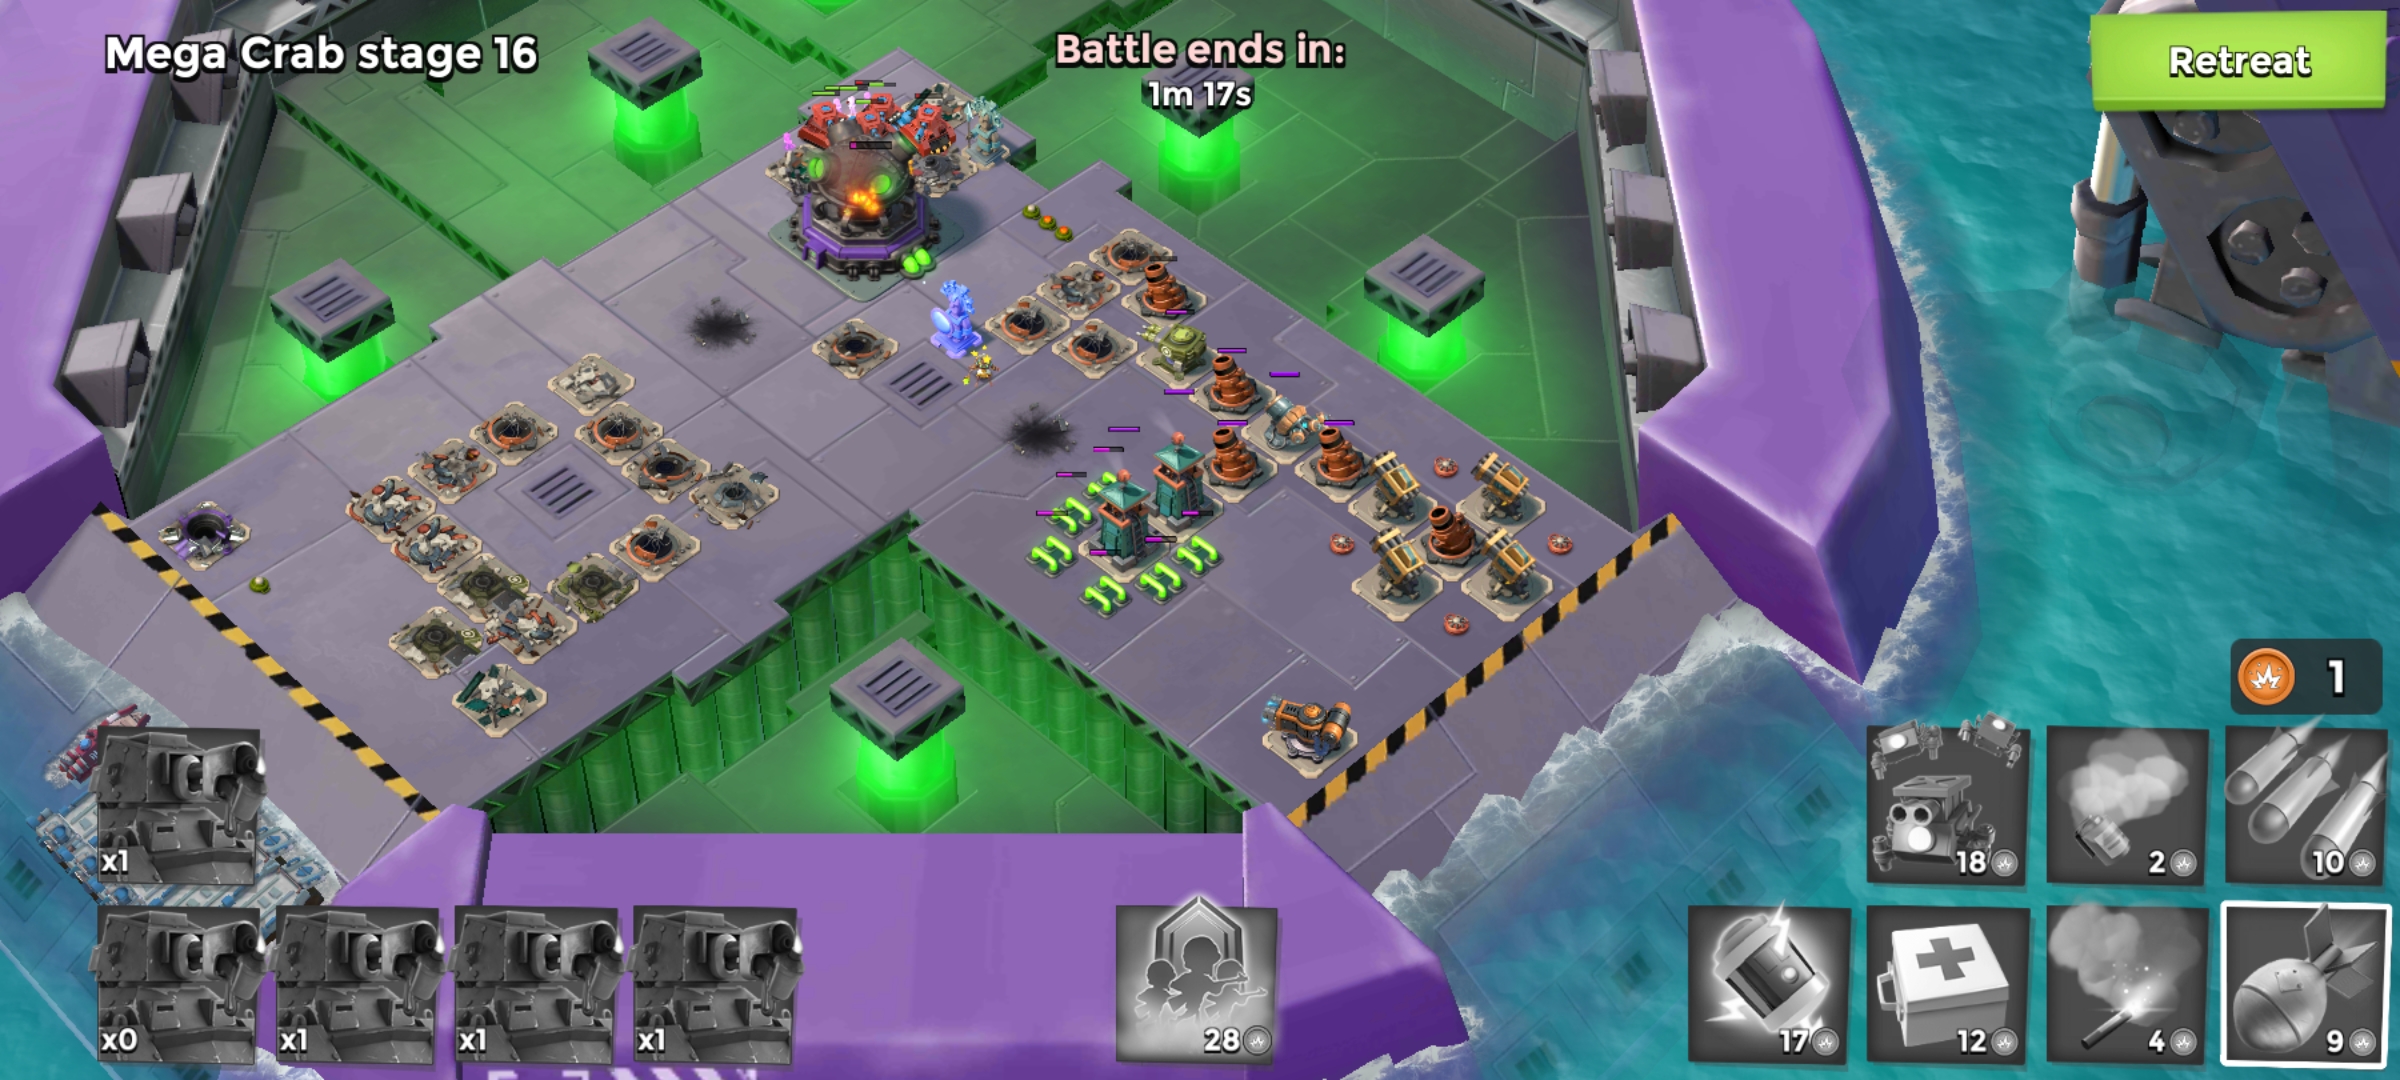 Mega Crab stage 16
Battle ends in:
1m 17s
Retreat
1
18
2
10
x1
x0
x1
x1
x1
28
17
12
4
9